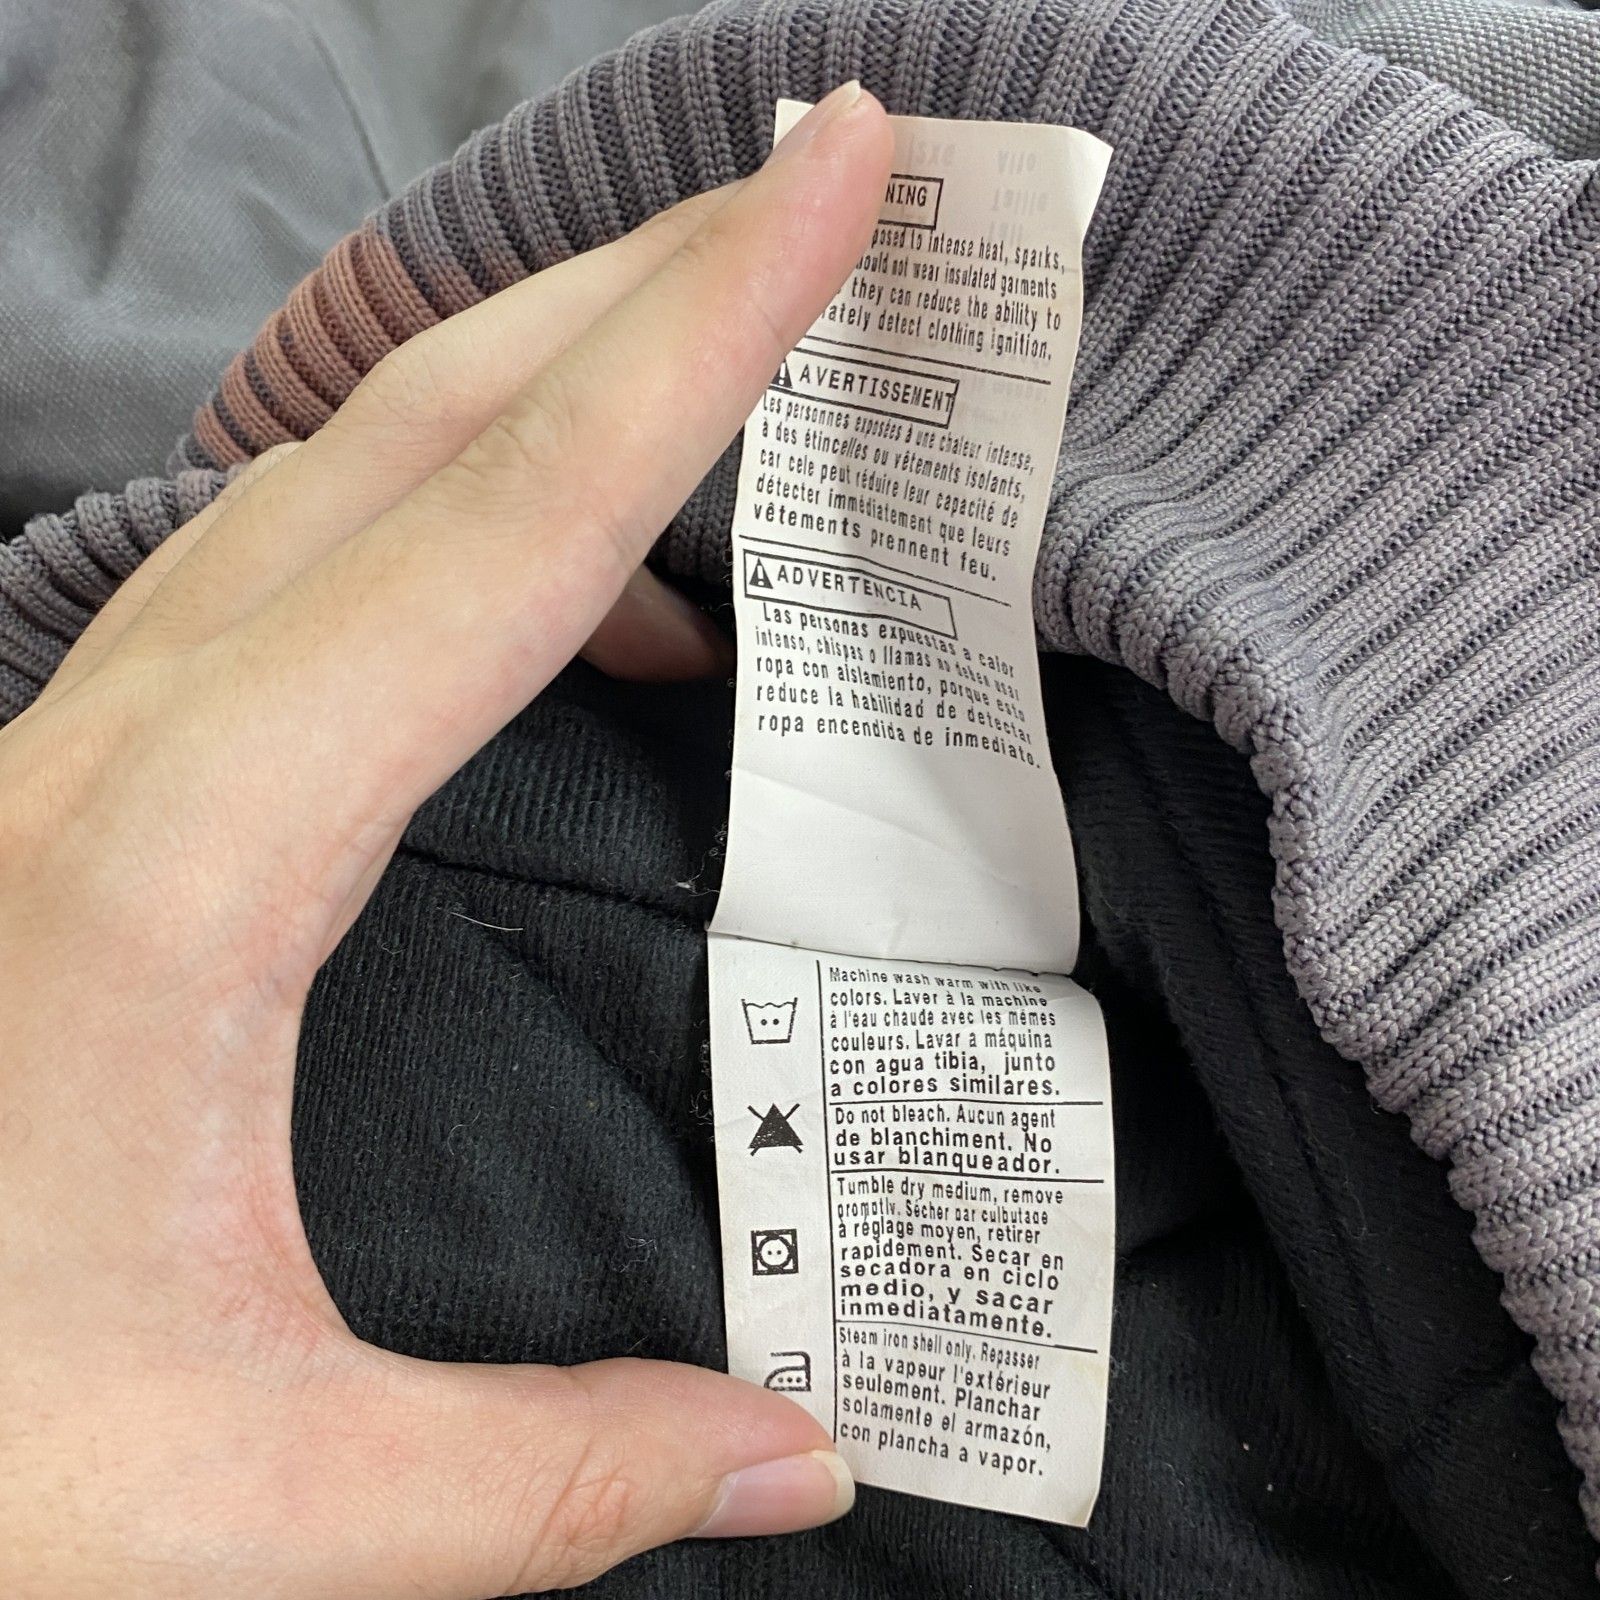 NING
posed to intense heat, sparks,
ould not wear insulated garments
they can reduce the ability to
ately detect clothing ignition.
AVERTISSEMENT
Les personnes exposées à une chaleur intense,
à des étincelles ou vêtements isolants,
car cele peut réduire leur capacité de
détecter immédiatement que leurs
vêtements prennent feu.
ADVERTENCIA
Las personas expuestas a calor
intenso, chispas o llamas no deben usar
ropa con aislamiento, porque esto
reduce la habilidad de detectar
ropa encendida de inmediato.
Machine wash warm with like
colors. Laver à la machine
à l'eau chaude avec les mêmes
couleurs. Lavar a máquina
con agua tibia, junto
a colores similares.
Do not bleach. Aucun agent
de blanchiment. No
usar blanqueador.
Tumble dry medium, remove
promptly. Sécher par culbutage
à réglage moyen, retirer
rapidement. Secar en
secadora en ciclo
medio, y sacar
inmediatamente.
Steam iron shell only. Repasser
à la vapeur l'extérieur
seulement. Planchar
solamente el armazón,
con plancha a vapor.